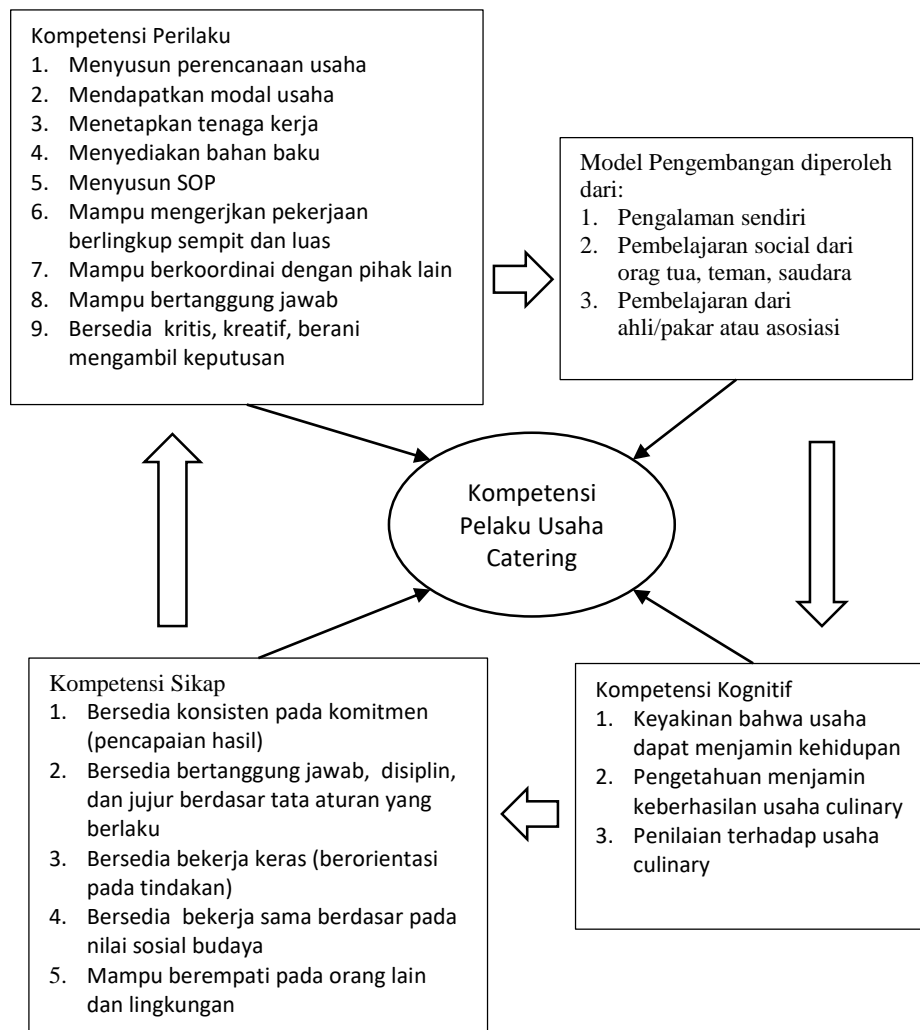 Kompetensi Perilaku
1. Menyusun perencanaan usaha
2. Mendapatkan modal usaha
3. Menetapkan tenaga kerja
4. Menyediakan bahan baku
5. Menyusun SOP
6. Mampu mengerjkan pekerjaan
berlingkup sempit dan luas
7. Mampu berkoordinai dengan pihak lain
8. Mampu bertanggung jawab
9. Bersedia kritis, kreatif, berani
mengambil keputusan
Model Pengembangan diperoleh
dari:
1. Pengalaman sendiri
2. Pembelajaran social dari
orag tua, teman, saudara
3. Pembelajaran dari
ahli/pakar atau asosiasi
Kompetensi
Pelaku Usaha
Catering
Kompetensi Sikap
1. Bersedia konsisten pada komitmen
(pencapaian hasil)
2. Bersedia bertanggung jawab, disiplin,
dan jujur berdasar tata aturan yang
berlaku
3. Bersedia bekerja keras (berorientasi
pada tindakan)
4. Bersedia bekerja sama berdasar pada
nilai sosial budaya
5. Mampu berempati pada orang lain
dan lingkungan
Kompetensi Kognitif
1. Keyakinan bahwa usaha
dapat menjamin kehidupan
2. Pengetahuan menjamin
keberhasilan usaha culinary
3. Penilaian terhadap usaha
culinary